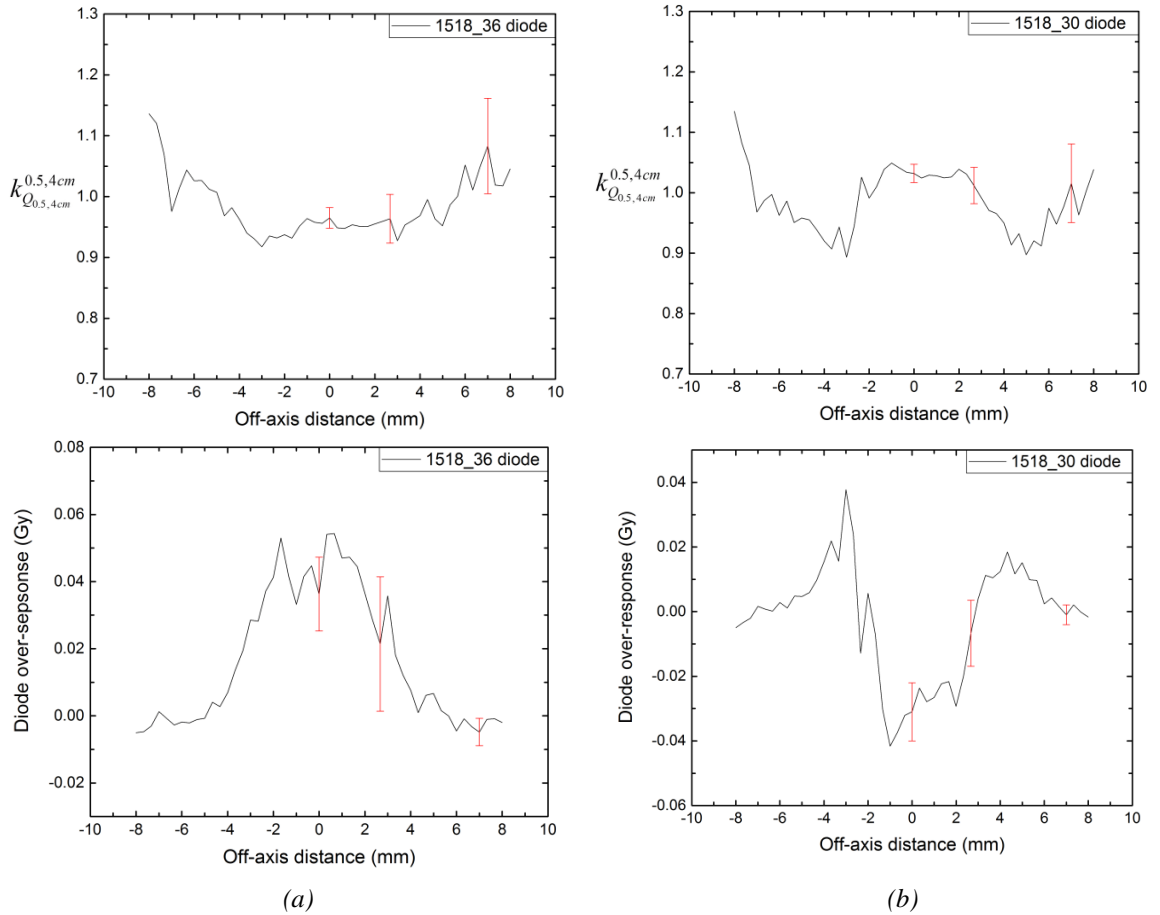 1518_36 diode
1.3
1.2
1.1
1.0
0.9
0.8
0.7
k_{Q_{0.5,4cm}}^{0.5,4cm}
-10 -8 -6 -4 -2 0 2 4 6 8 10
Off-axis distance (mm)
1518_30 diode
1.3
1.2
1.1
1.0
0.9
0.8
0.7
k_{Q_{0.5,4cm}}^{0.5,4cm}
-10 -8 -6 -4 -2 0 2 4 6 8 10
Off-axis distance (mm)
1518_36 diode
0.08
0.06
0.04
0.02
0.00
-0.02
Diode over-sepsonse (Gy)
-10 -8 -6 -4 -2 0 2 4 6 8 10
Off-axis distance (mm)
1518_30 diode
0.04
0.02
0.00
-0.02
-0.04
-0.06
Diode over-response (Gy)
-10 -8 -6 -4 -2 0 2 4 6 8 10
Off-axis distance (mm)
(a)
(b)